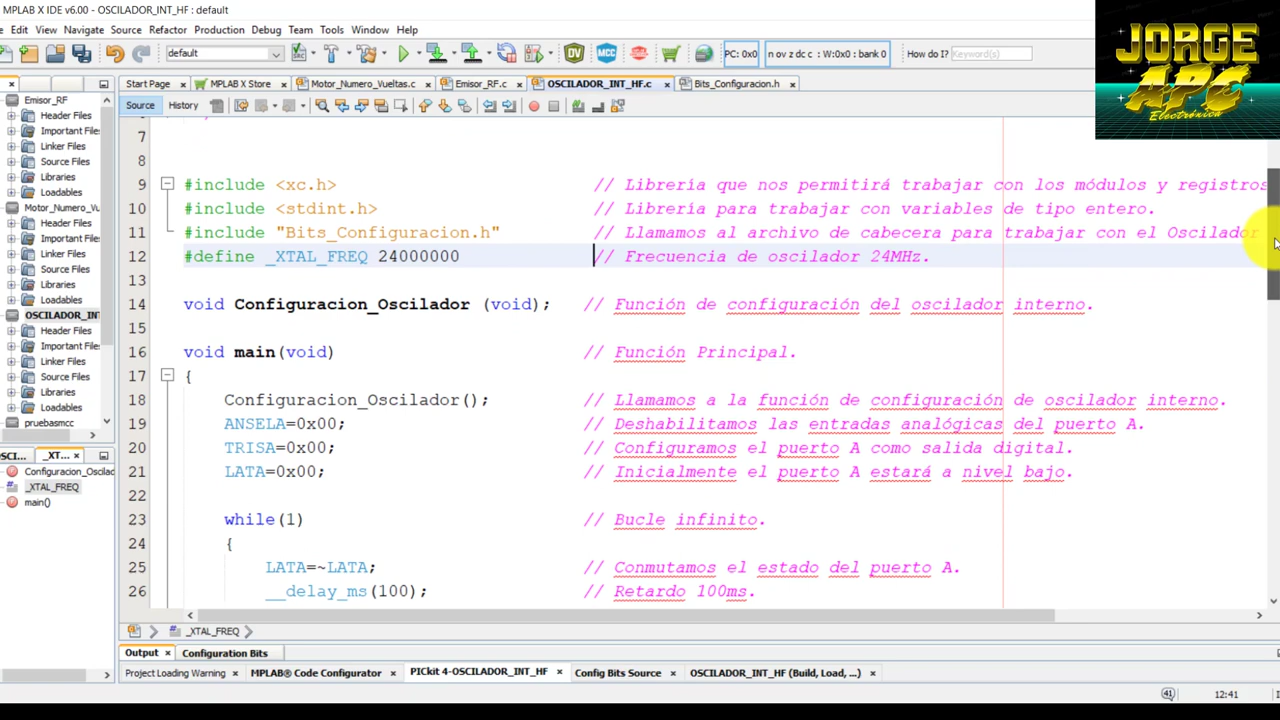 MPLAB X IDE v6.00 - OSCILADOR_INT_HF : default
Edit View Navigate Source Refactor Production Debug Team Tools Window Help
default
PC: 0x0
n ov z dc c : W:0x0 : bank 0
How do I?
Keyword(s)
JORGE
APC
Electrónica
Start Page
MPLAB X Store
Motor_Numero_Vueltas.c
Emisor_RF.c
OSCILADOR_INT_HF.c
Bits_Configuracion.h
Source
History
Emisor_RF
Header Files
Important Files
Linker Files
Source Files
Libraries
Loadables
Motor_Numero_Vu
Header Files
Important Files
Linker Files
Source Files
Libraries
Loadables
OSCILADOR_INT
Header Files
Important Files
Linker Files
Source Files
Libraries
Loadables
pruebasmcc
OSCI...
_XT...
Configuracion_Oscilad
_XTAL_FREQ
main()
7
8
9 #include <xc.h> // Librería que nos permitirá trabajar con los módulos y registros
10 #include <stdint.h> // Librería para trabajar con variables de tipo entero.
11 #include "Bits_Configuracion.h" // Llamamos al archivo de cabecera para trabajar con el Oscilador
12 #define _XTAL_FREQ 24000000 // Frecuencia de oscilador 24MHz.
13
14 void Configuracion_Oscilador (void); // Función de configuración del oscilador interno.
15
16 void main(void) // Función Principal.
17 {
18 Configuracion_Oscilador(); // Llamamos a la función de configuración de oscilador interno.
19 ANSELA=0x00; // Deshabilitamos las entradas analógicas del puerto A.
20 TRISA=0x00; // Configuramos el puerto A como salida digital.
21 LATA=0x00; // Inicialmente el puerto A estará a nivel bajo.
22
23 while(1) // Bucle infinito.
24 {
25 LATA=~LATA; // Conmutamos el estado del puerto A.
26 __delay_ms(100); // Retardo 100ms.
_XTAL_FREQ
Output
Configuration Bits
Project Loading Warning
MPLAB® Code Configurator
PICkit 4-OSCILADOR_INT_HF
Config Bits Source
OSCILADOR_INT_HF (Build, Load, ...)
12:41